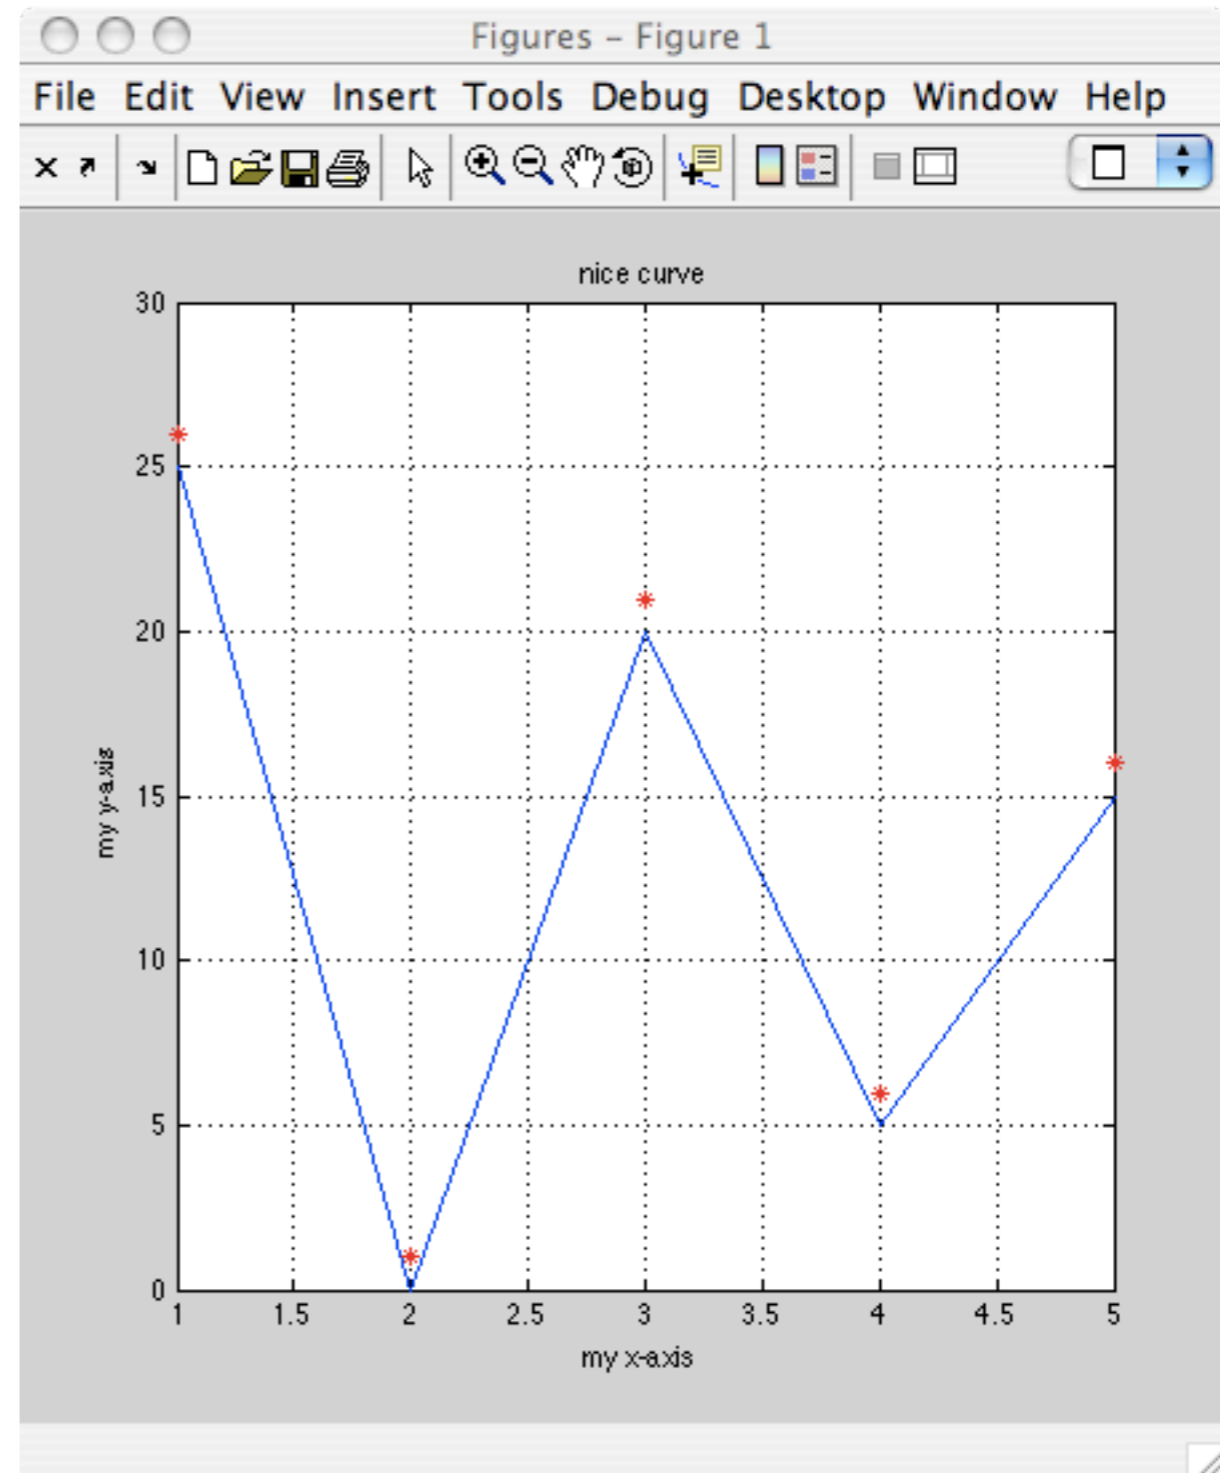 Figures – Figure 1
File Edit View Insert Tools Debug Desktop Window Help
nice curve
30
25
20
15
10
5
0
my y-axis
1 1.5 2 2.5 3 3.5 4 4.5 5
my x-axis